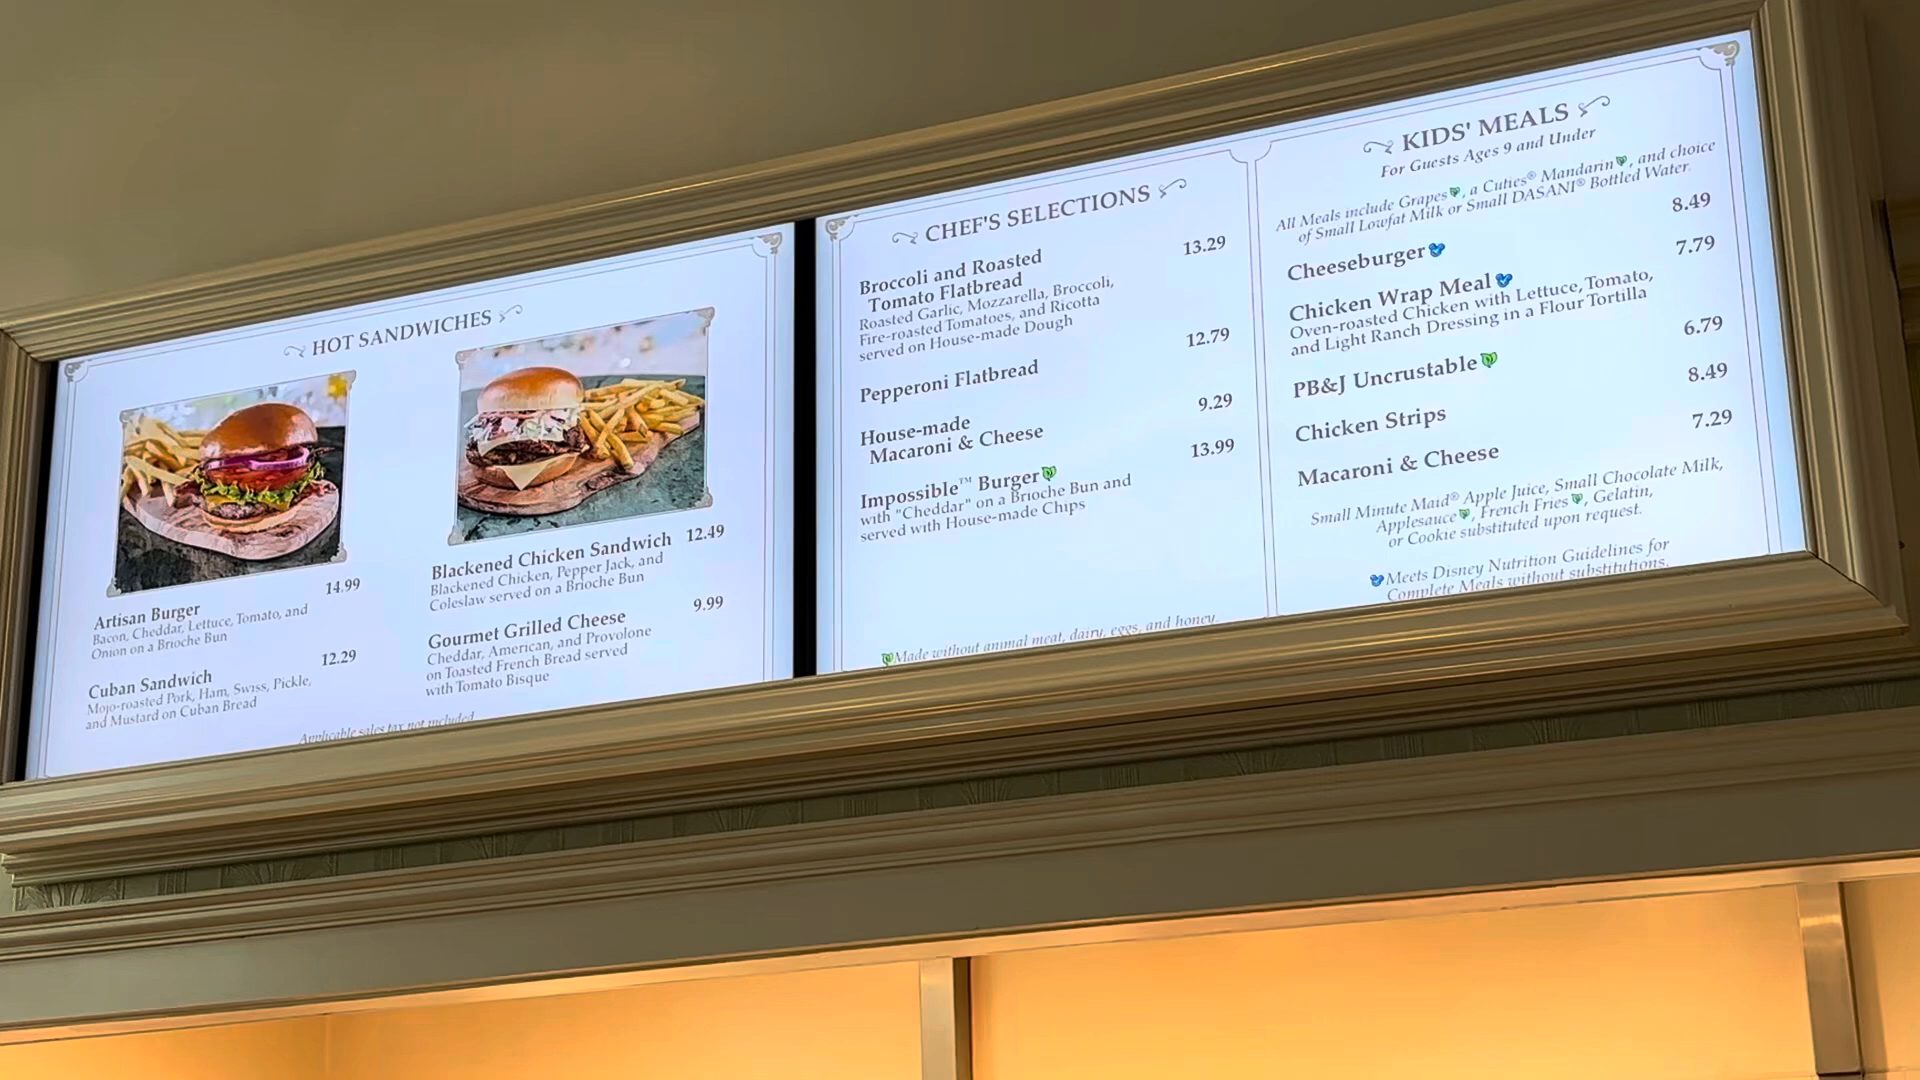 HOT SANDWICHES
Artisan Burger 14.99
Bacon, Cheddar, Lettuce, Tomato, and
Onion on a Brioche Bun
Cuban Sandwich 12.29
Mojo-roasted Pork, Ham, Swiss, Pickle,
and Mustard on Cuban Bread
Blackened Chicken Sandwich 12.49
Blackened Chicken, Pepper Jack, and
Coleslaw served on a Brioche Bun
Gourmet Grilled Cheese 9.99
Cheddar, American, and Provolone
on Toasted French Bread served
with Tomato Bisque
Applicable sales tax not included
CHEF'S SELECTIONS
Broccoli and Roasted 13.29
Tomato Flatbread
Roasted Garlic, Mozzarella, Broccoli,
Fire-roasted Tomatoes, and Ricotta
served on House-made Dough
Pepperoni Flatbread 12.79
House-made 9.29
Macaroni & Cheese
Impossible™ Burger 13.99
with "Cheddar" on a Brioche Bun and
served with House-made Chips
Made without animal meat, dairy, eggs, and honey.
KIDS' MEALS
For Guests Ages 9 and Under
All Meals include Grapes, a Cuties® Mandarin, and choice
of Small Lowfat Milk or Small DASANI® Bottled Water.
Cheeseburger 8.49
Chicken Wrap Meal 7.79
Oven-roasted Chicken with Lettuce, Tomato,
and Light Ranch Dressing in a Flour Tortilla
PB&J Uncrustable 6.79
Chicken Strips 8.49
Macaroni & Cheese 7.29
Small Minute Maid® Apple Juice, Small Chocolate Milk,
Applesauce, French Fries, Gelatin,
or Cookie substituted upon request.
Meets Disney Nutrition Guidelines for
Complete Meals without substitutions.